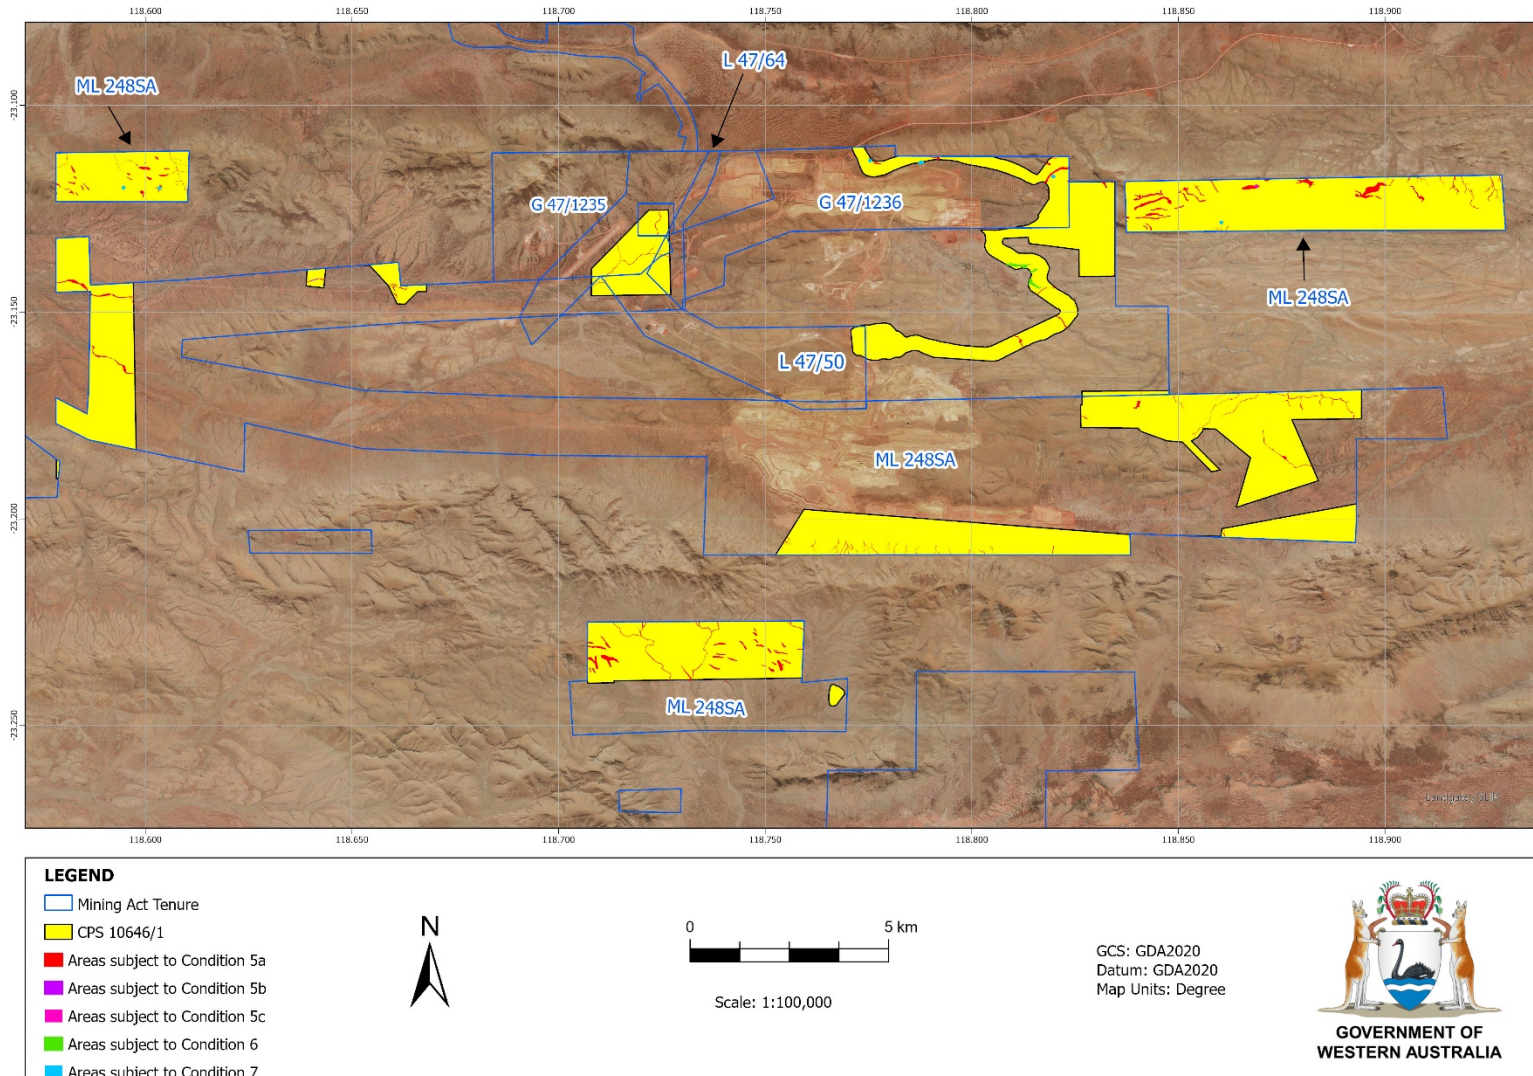 118.600 118.650 118.700 118.750 118.800 118.850 118.900
-23.100
-23.150
-23.200
-23.250
L 47/64
ML 248SA
G 47/1235
G 47/1236
ML 248SA
L 47/50
ML 248SA
ML 248SA
118.600 118.650 118.700 118.750 118.800 118.850 118.900
LEGEND
Mining Act Tenure
CPS 10646/1
Areas subject to Condition 5a
Areas subject to Condition 5b
Areas subject to Condition 5c
Areas subject to Condition 6
Areas subject to Condition 7
N
0 5 km
Scale: 1:100,000
GCS: GDA2020
Datum: GDA2020
Map Units: Degree
GOVERNMENT OF
WESTERN AUSTRALIA